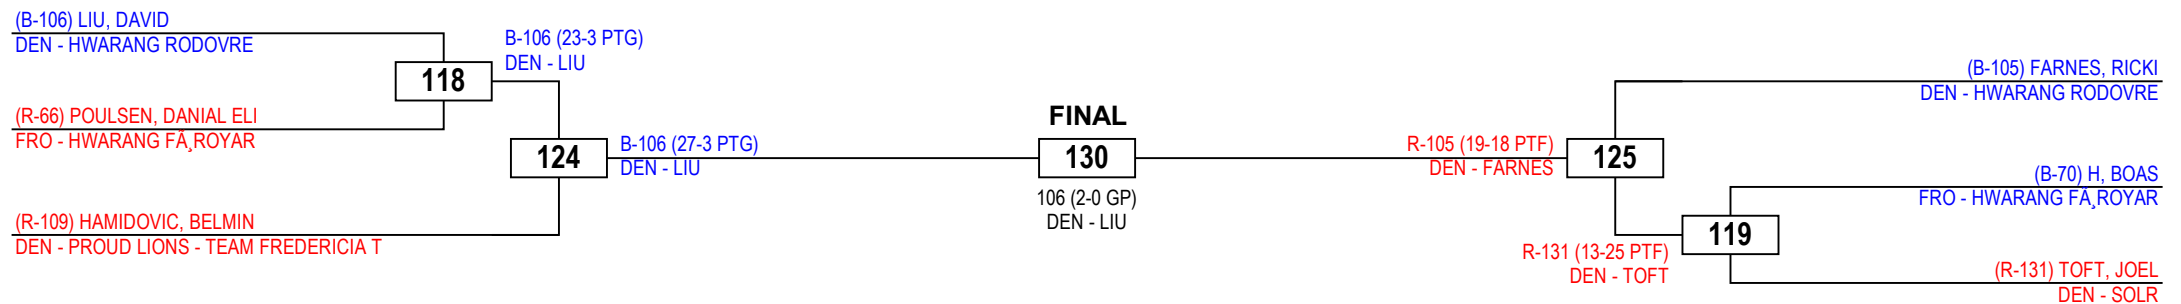 (B-106) LIU, DAVID
DEN - HWARANG RODOVRE
B-106 (23-3 PTG)
DEN - LIU
118
(R-66) POULSEN, DANIAL ELI
FRO - HWARANG FÃ¸ROYAR
124
B-106 (27-3 PTG)
DEN - LIU
(R-109) HAMIDOVIC, BELMIN
DEN - PROUD LIONS - TEAM FREDERICIA T
FINAL
130
106 (2-0 GP)
DEN - LIU
(B-105) FARNES, RICKI
DEN - HWARANG RODOVRE
R-105 (19-18 PTF)
DEN - FARNES
125
(B-70) H, BOAS
FRO - HWARANG FÃ¸ROYAR
119
R-131 (13-25 PTF)
DEN - TOFT
(R-131) TOFT, JOEL
DEN - SOLR